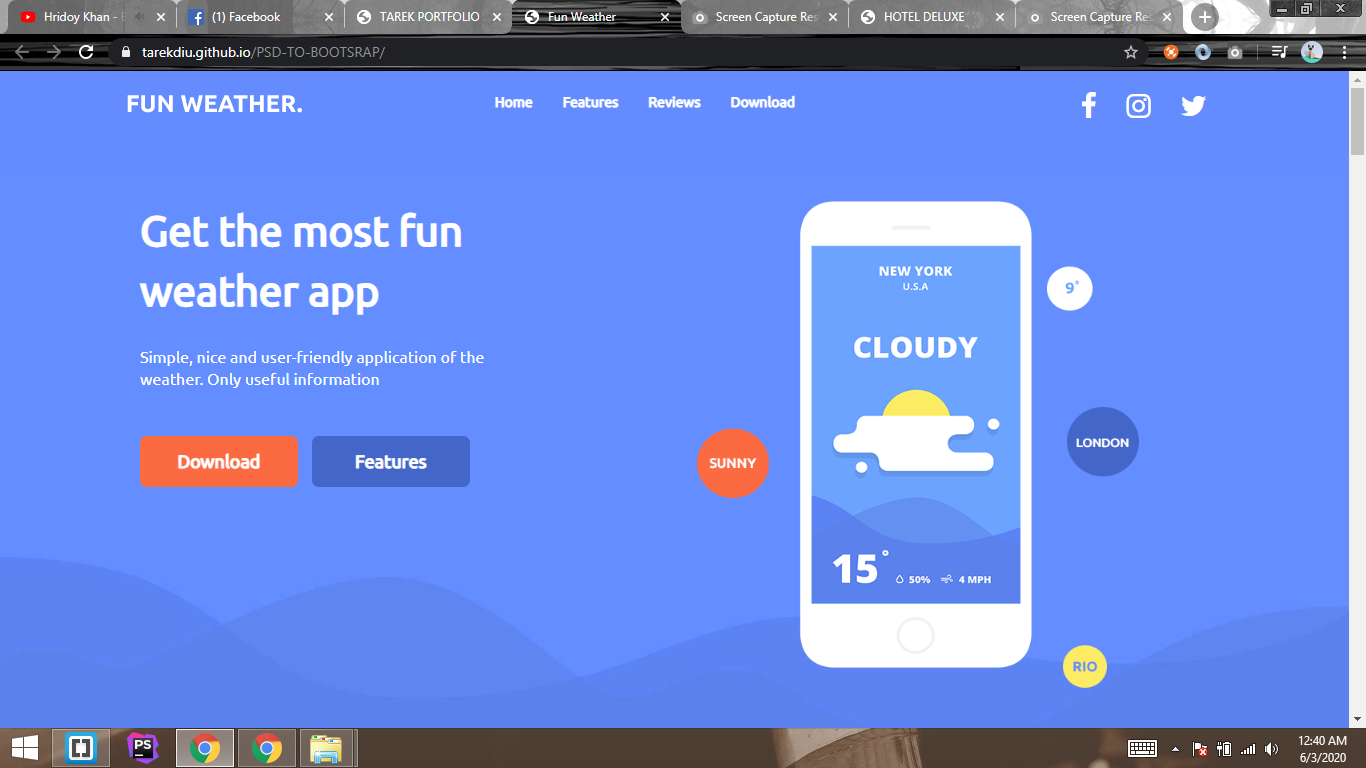 Hridoy Khan - 
(1) Facebook
TAREK PORTFOLIO
Fun Weather
Screen Capture Res
HOTEL DELUXE
Screen Capture Res
tarekdiu.github.io/PSD-TO-BOOTSRAP/
FUN WEATHER.
Home
Features
Reviews
Download
Get the most fun
weather app
Simple, nice and user-friendly application of the
weather. Only useful information
Download
Features
NEW YORK
U.S.A
CLOUDY
15°
50%
4 MPH
9°
SUNNY
LONDON
RIO
PS
12:40 AM
6/3/2020